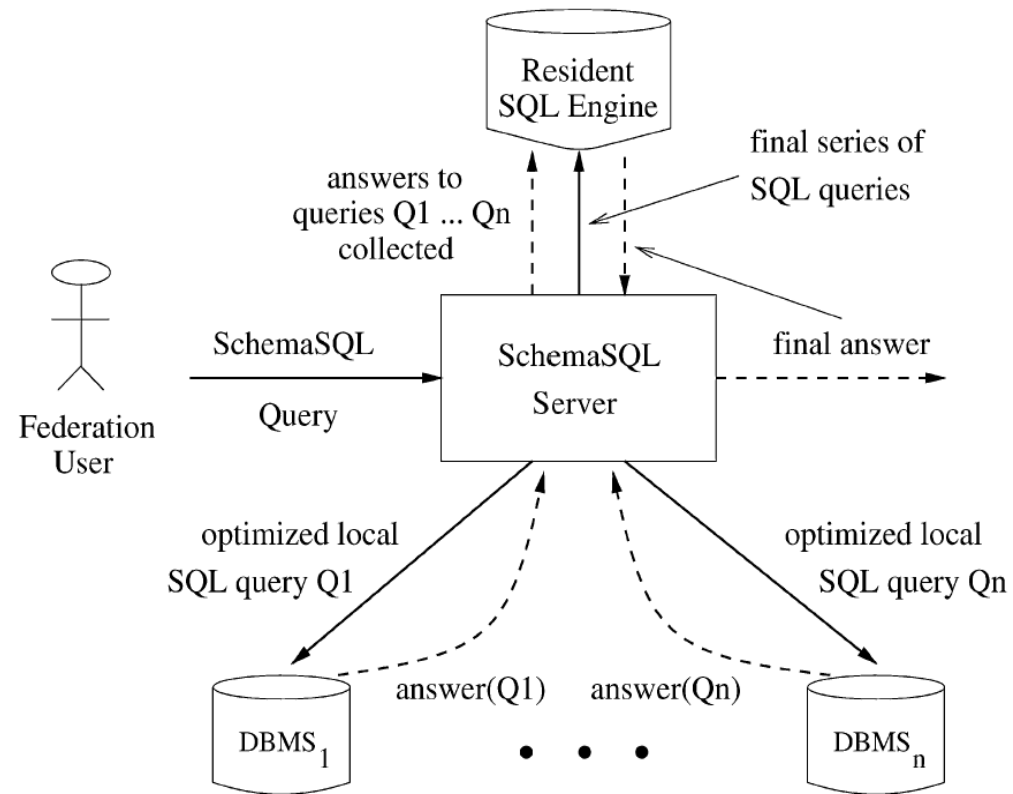 Resident
SQL Engine
final series of
SQL queries
answers to
queries Q1 ... Qn
collected
SchemaSQL
Query
Federation
User
SchemaSQL
Server
final answer
optimized local
SQL query Q1
optimized local
SQL query Qn
answer(Q1)
answer(Qn)
DBMS1
DBMSn